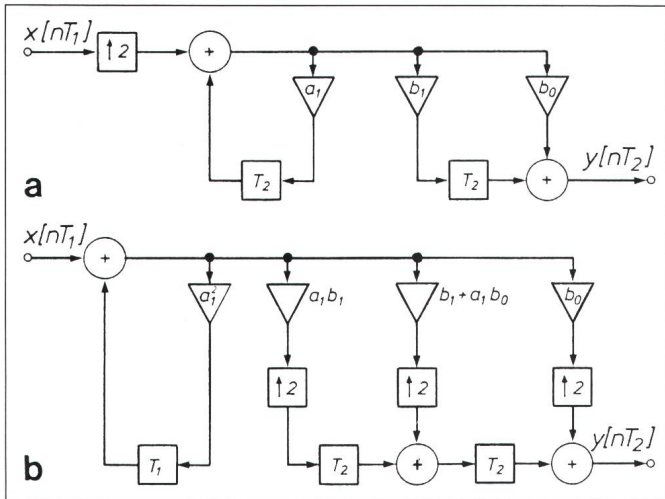 a
x[nT₁]
↑2
+
a₁
b₁
b₀
T₂
T₂
+
y[nT₂]
b
x[nT₁]
+
a₁²
a₁b₁
b₁+a₁b₀
b₀
↑2
↑2
↑2
T₁
T₂
+
T₂
+
y[nT₂]